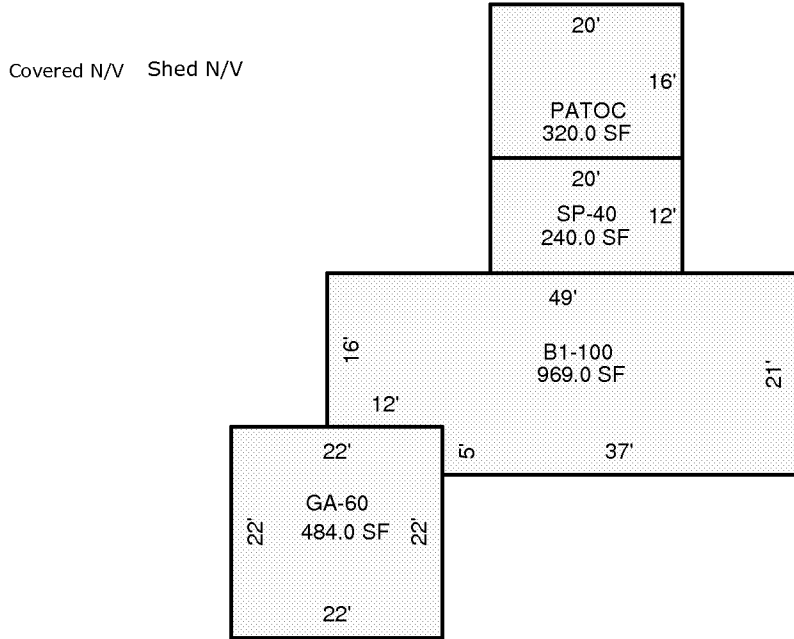 Covered N/V Shed N/V
20'
16'
PATOC
320.0 SF
20'
SP-40
12'
240.0 SF
49'
16'
B1-100
969.0 SF
21'
12'
22'
5'
37'
GA-60
22'
484.0 SF
22'
22'